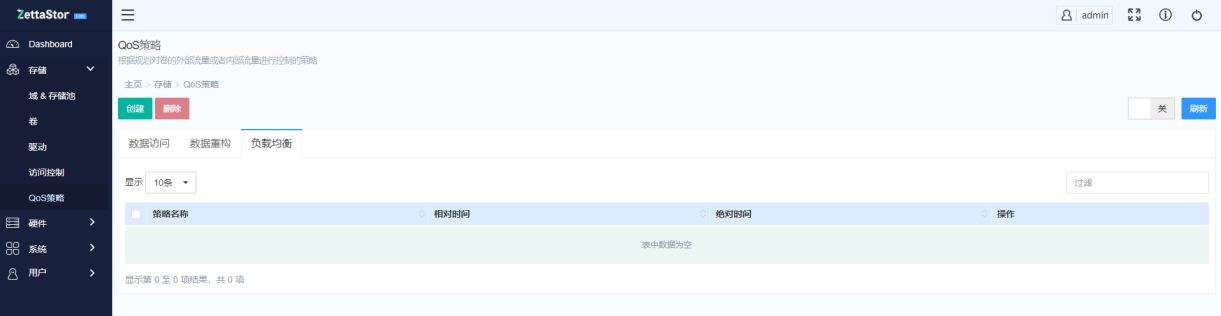 ZettaStor
admin
Dashboard
存储
域 & 存储池
卷
驱动
访问控制
QoS策略
硬件
系统
用户
QoS策略
根据规划对卷的外部流量或者内部流量进行控制的策略
主页 > 存储 > QoS策略
创建 删除 关 刷新
数据访问 数据重构 负载均衡
显示 10条 过滤
策略名称 相对时间 绝对时间 操作
表中数据为空
显示第 0 至 0 项结果，共 0 项